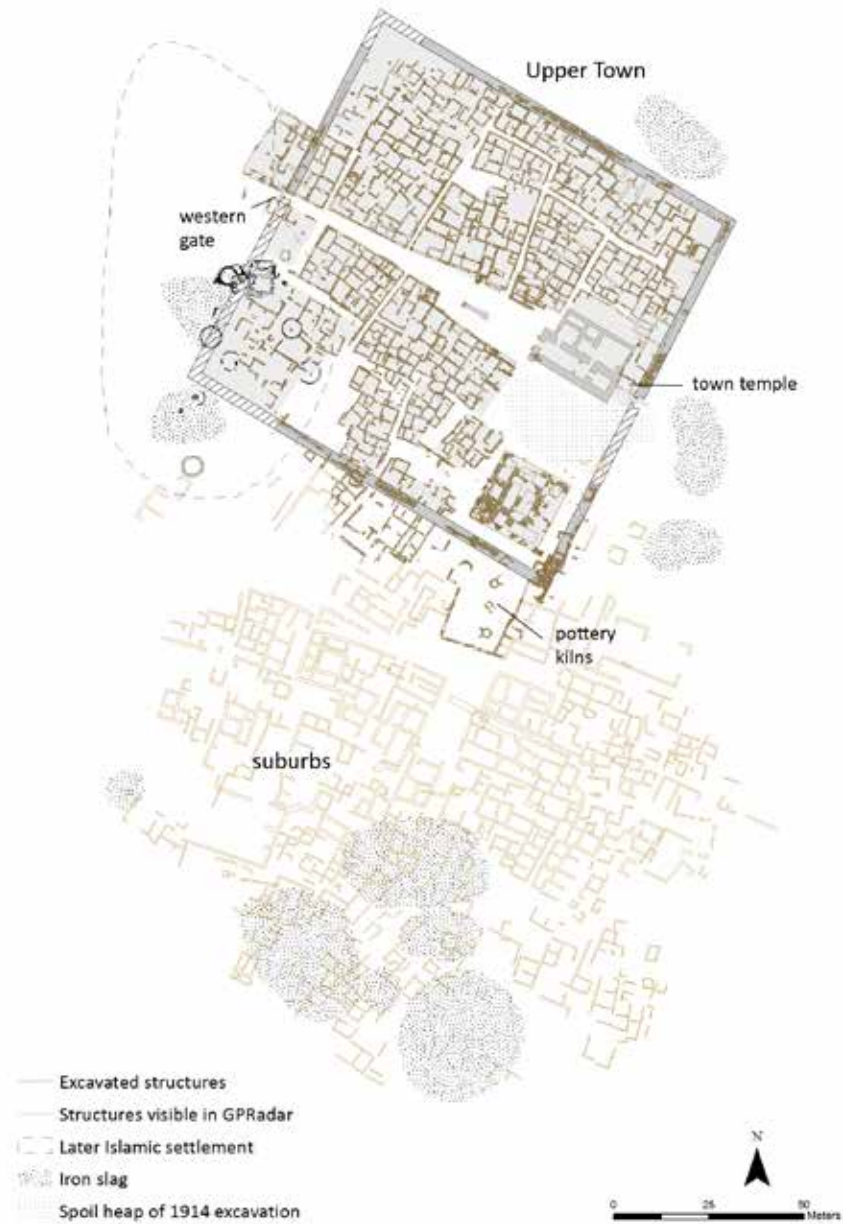 Upper Town
western
gate
town temple
pottery
kilns
suburbs
Excavated structures
Structures visible in GPRadar
Later Islamic settlement
Iron slag
Spoil heap of 1914 excavation
N
0 25 50
Meters